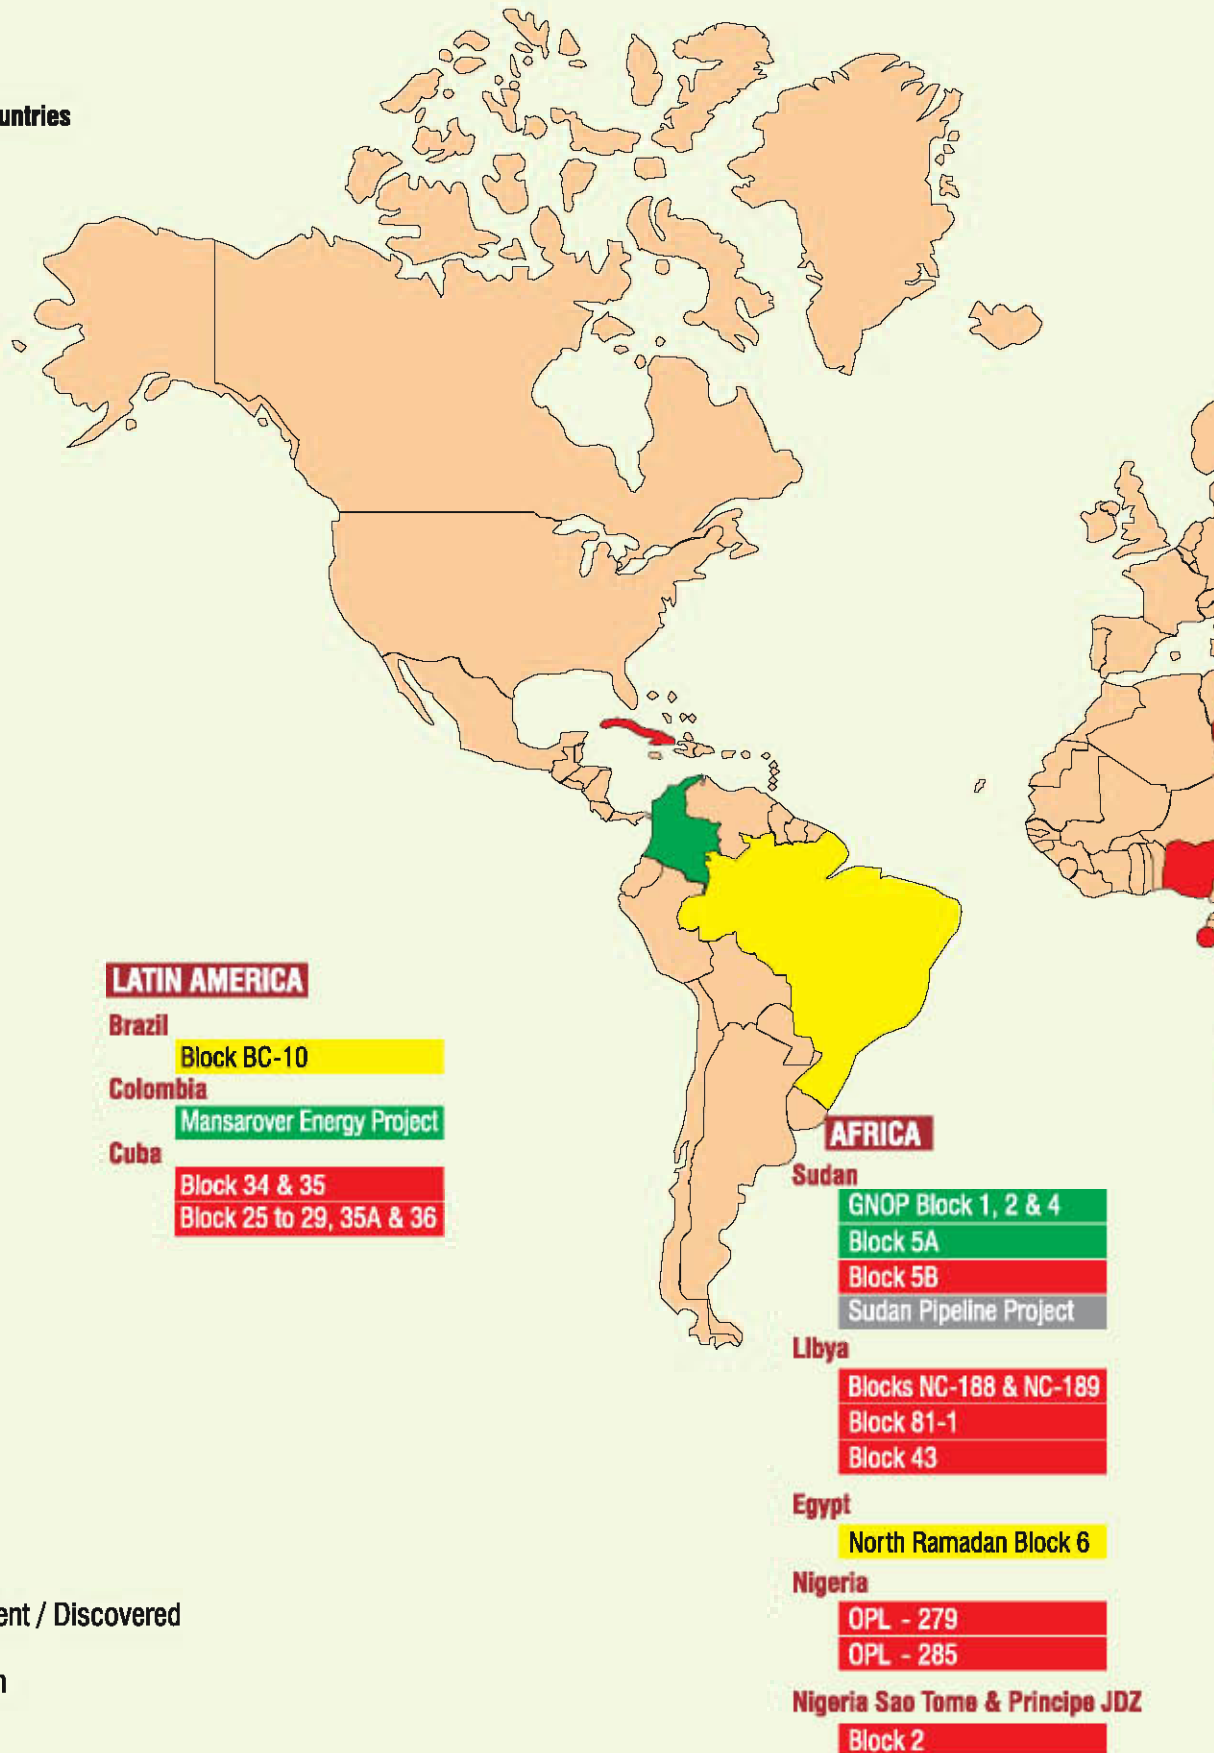 untries
LATIN AMERICA
Brazil
Block BC-10
Colombia
Mansarover Energy Project
Cuba
Block 34 & 35
Block 25 to 29, 35A & 36
AFRICA
Sudan
GNOP Block 1, 2 & 4
Block 5A
Block 5B
Sudan Pipeline Project
Libya
Blocks NC-188 & NC-189
Block 81-1
Block 43
Egypt
North Ramadan Block 6
Nigeria
OPL - 279
OPL - 285
Nigeria Sao Tome & Principe JDZ
Block 2
ent / Discovered
n